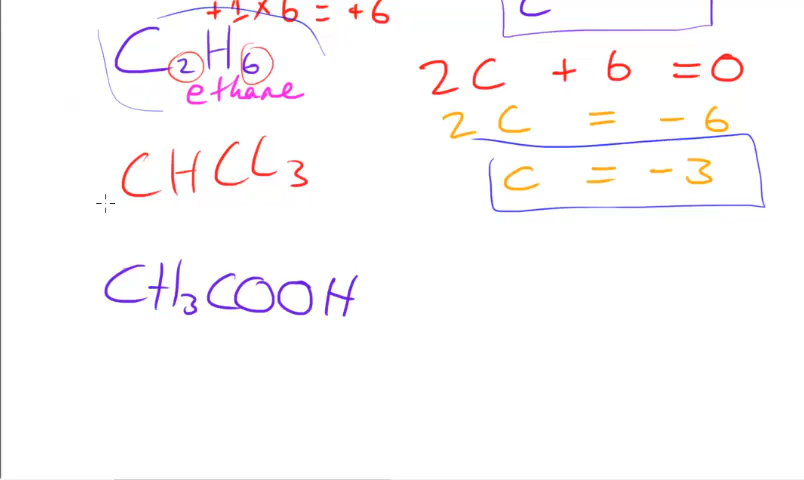 +1 × 6 = +6
C
C2H6
ethane
2C + 6 = 0
2C = -6
C = -3
CHCl3
CH3COOH